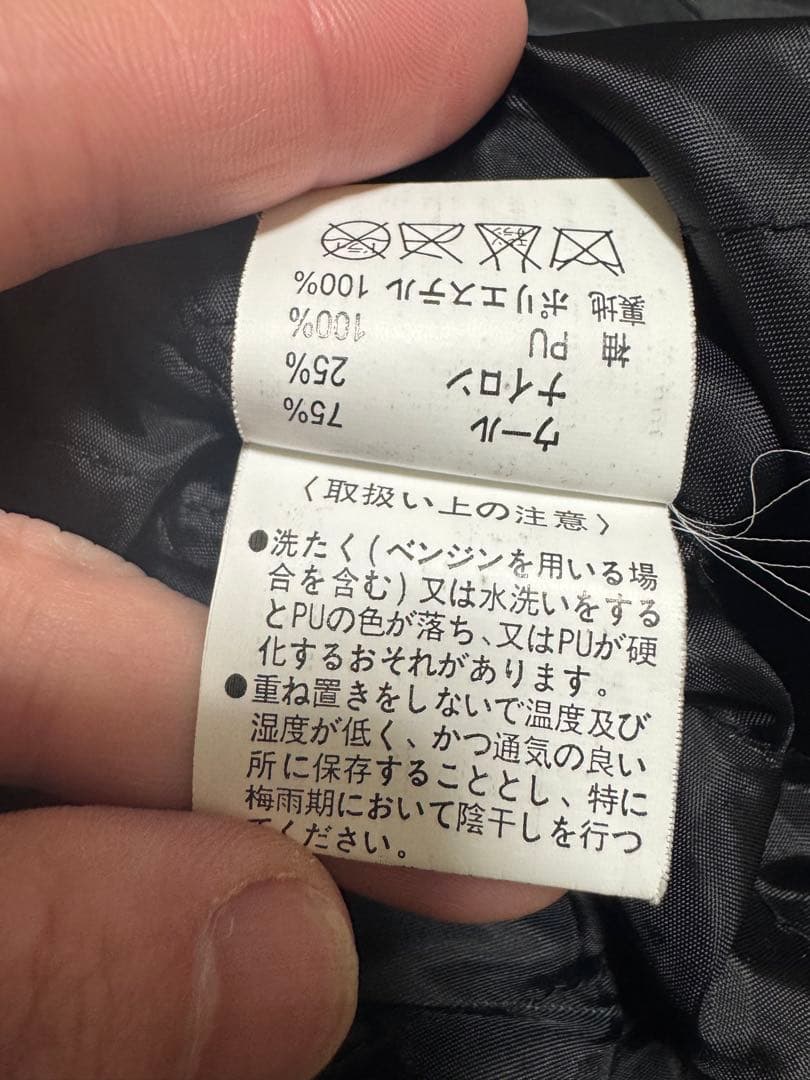 ウール 75%
ナイロン 25%
袖 PU 100%
裏地 ポリエステル 100%
エンソ
ドライ
〈取扱い上の注意〉
●洗たく(ベンジンを用いる場
合を含む)又は水洗いをする
とPUの色が落ち、又はPUが硬
化するおそれがあります。
●重ね置きをしないで温度及び
湿度が低く、かつ通気の良い
所に保存することとし、特に
梅雨期において陰干しを行つ
てください。